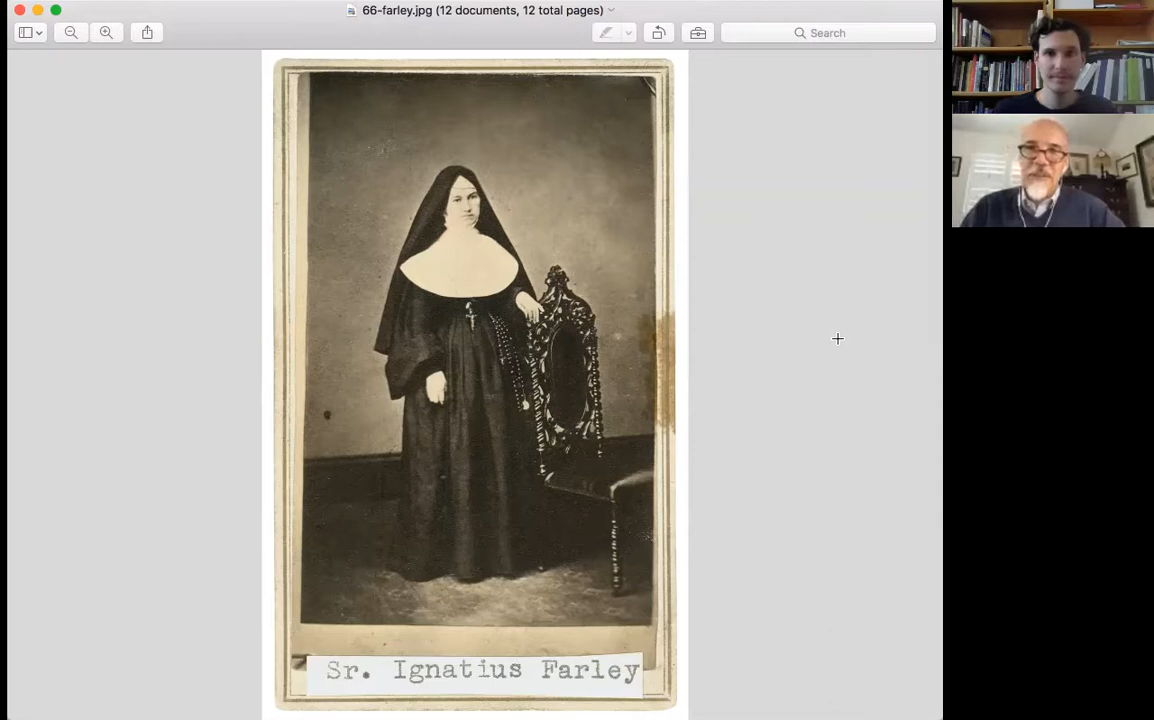 66-farley.jpg (12 documents, 12 total pages)
Search
Sr. Ignatius Farley